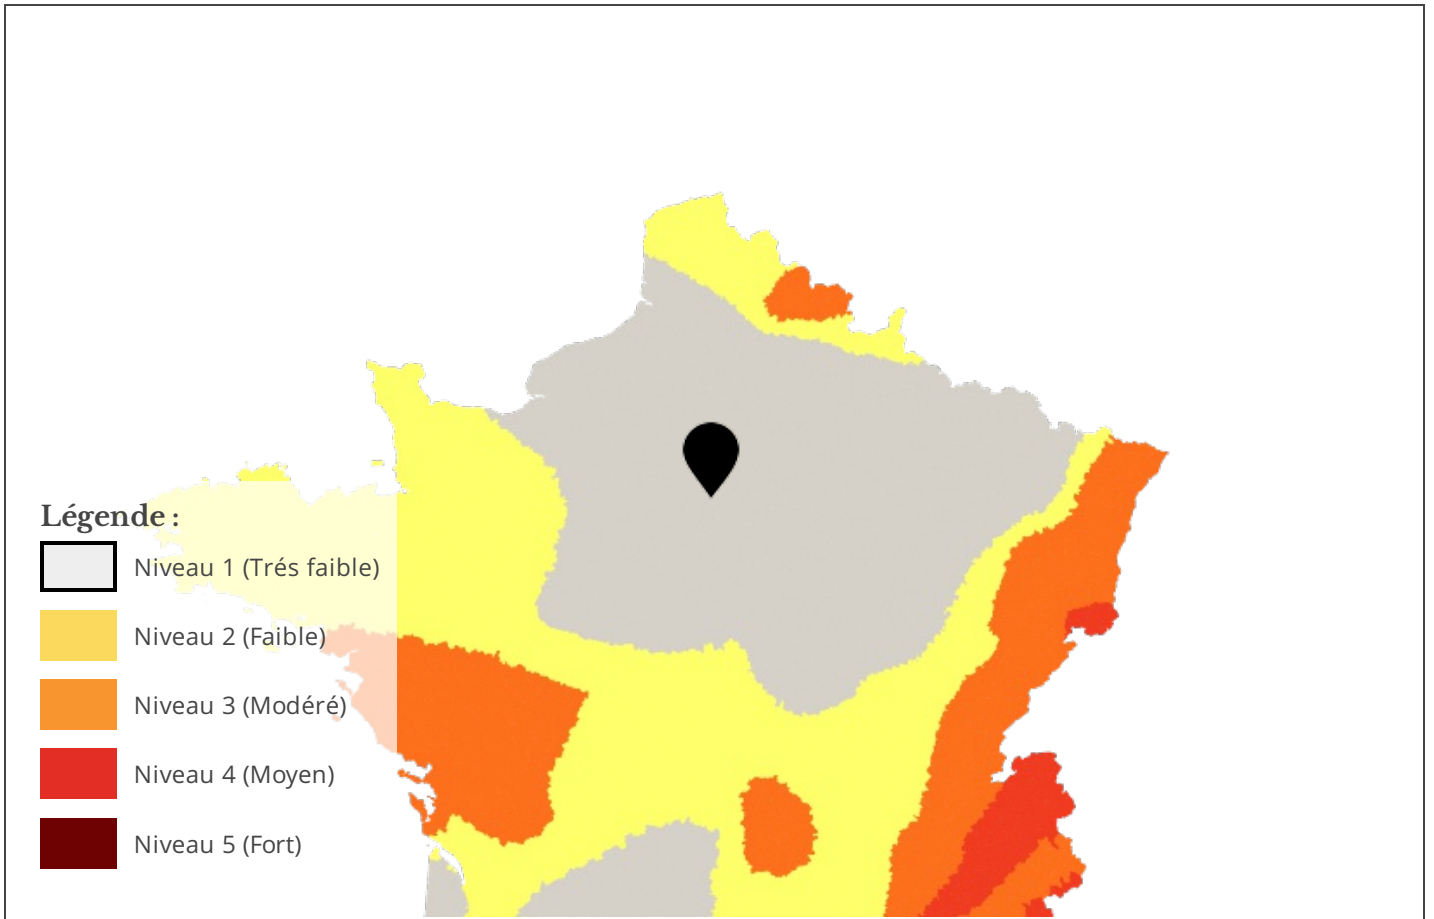 Légende :
Niveau 1 (Trés faible)
Niveau 2 (Faible)
Niveau 3 (Modéré)
Niveau 4 (Moyen)
Niveau 5 (Fort)